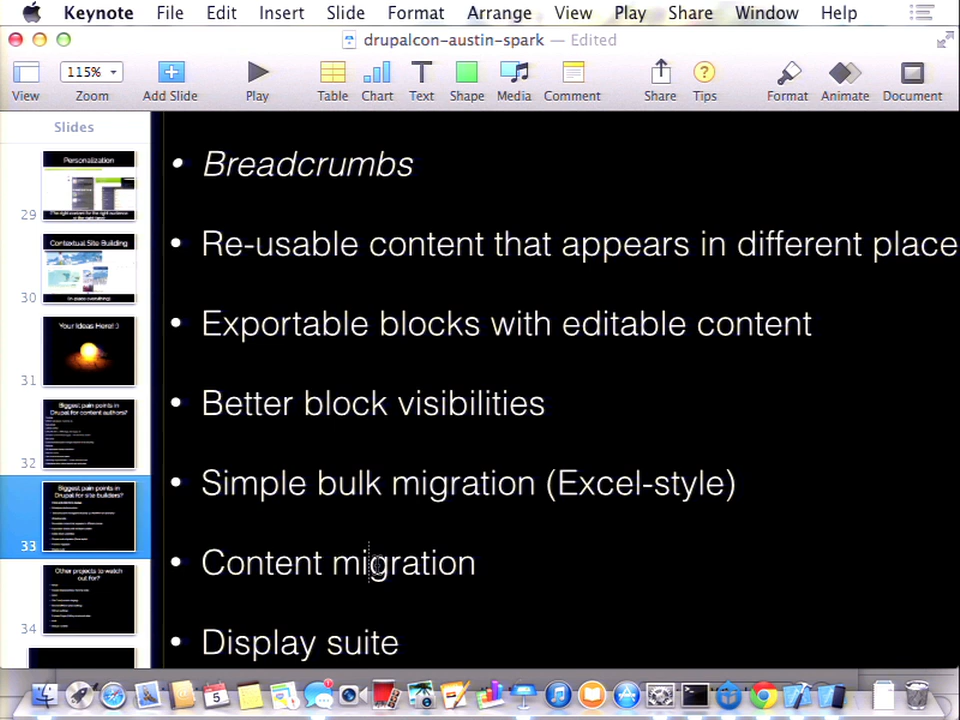 Keynote File Edit Insert Slide Format Arrange View Play Share Window Help
drupalcon-austin-spark — Edited
115%
View Zoom Add Slide Play Table Chart Text Shape Media Comment Share Tips Format Animate Document
Slides
Personalization
29
Contextual Site Building
30
Your Ideas Here! :)
31
Biggest pain points in
Drupal for content authors?
32
Biggest pain points in
Drupal for site builders?
33
Other projects to watch
out for?
34
• Breadcrumbs
• Re-usable content that appears in different place
• Exportable blocks with editable content
• Better block visibilities
• Simple bulk migration (Excel-style)
• Content migration
• Display suite
5